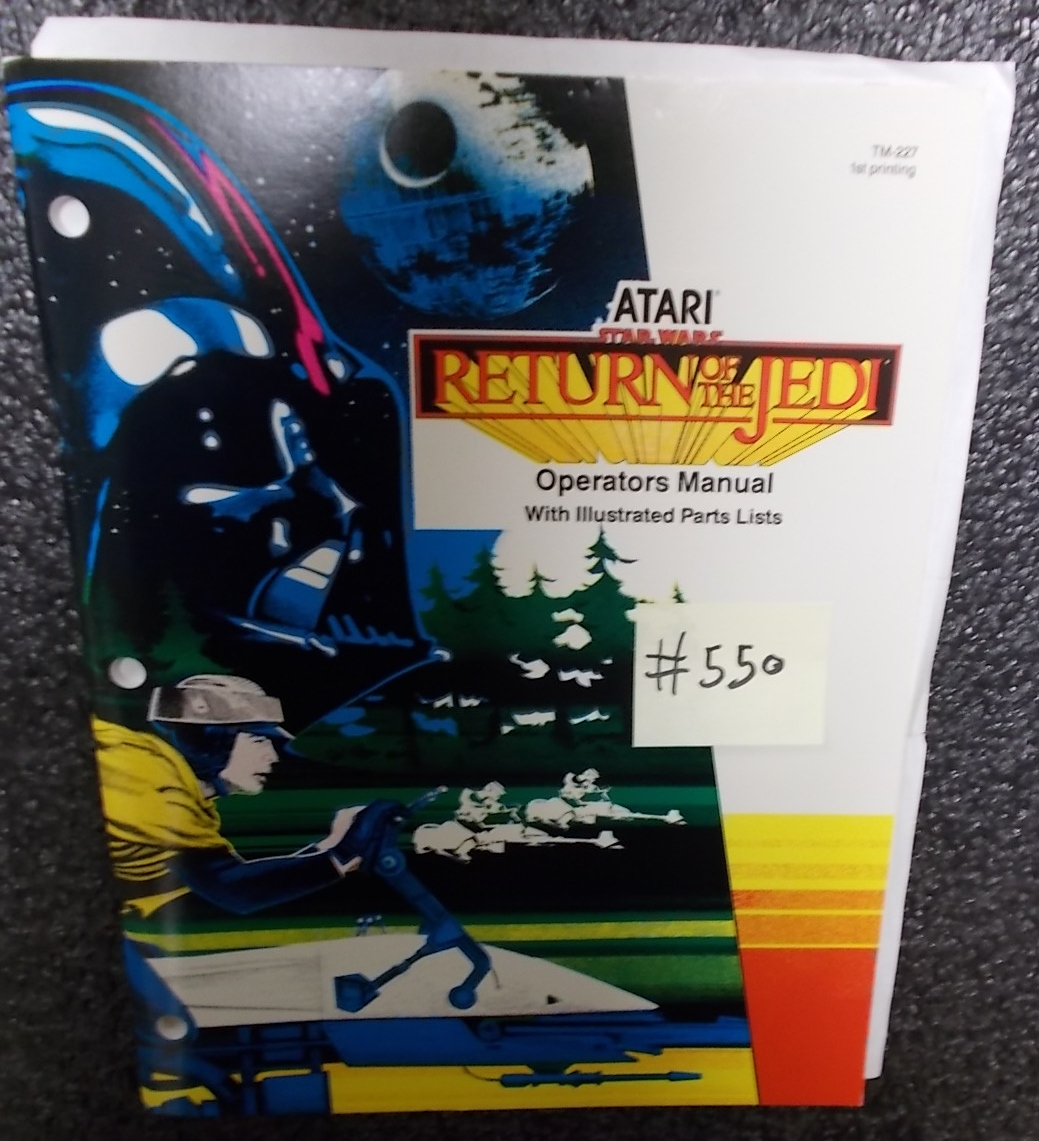 TM-227
1st printing
ATARI®
STAR WARS
RETURN OF THE JEDI
Operators Manual
With Illustrated Parts Lists
#550